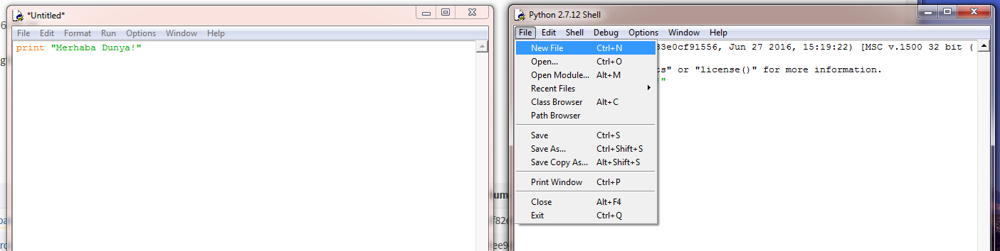 *Untitled*
File Edit Format Run Options Window Help
print "Merhaba Dunya!"
Python 2.7.12 Shell
File Edit Shell Debug Options Window Help
New File Ctrl+N
Open... Ctrl+O
Open Module... Alt+M
Recent Files
Class Browser Alt+C
Path Browser
Save Ctrl+S
Save As... Ctrl+Shift+S
Save Copy As... Alt+Shift+S
Print Window Ctrl+P
Close Alt+F4
Exit Ctrl+Q
33e0cf91556, Jun 27 2016, 15:19:22) [MSC v.1500 32 bit (
" or "license()" for more information.